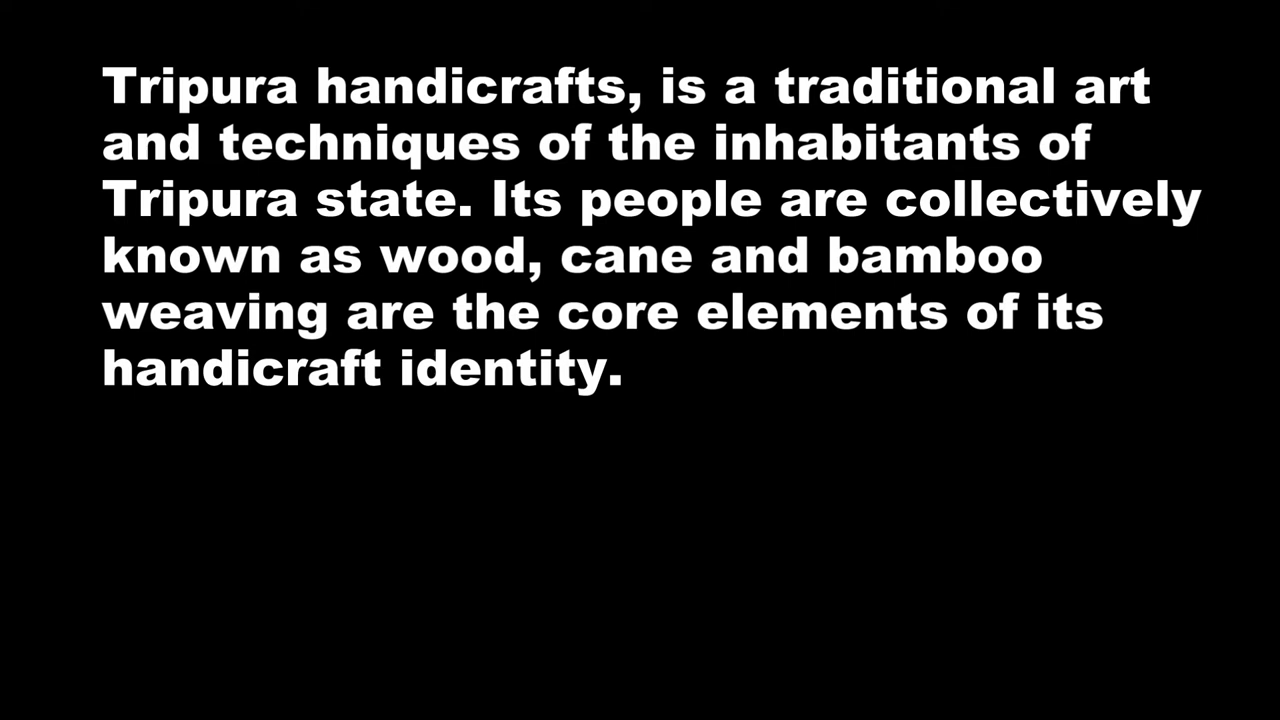 Tripura handicrafts, is a traditional art
and techniques of the inhabitants of
Tripura state. Its people are collectively
known as wood, cane and bamboo
weaving are the core elements of its
handicraft identity.